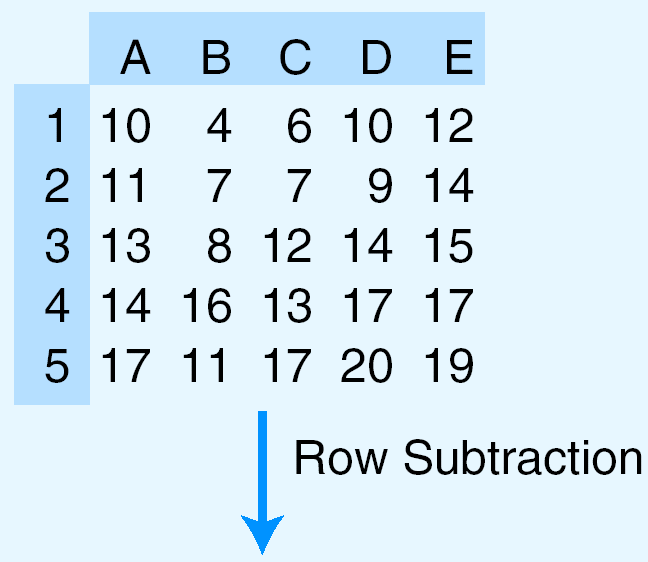 A B C D E
1 10 4 6 10 12
2 11 7 7 9 14
3 13 8 12 14 15
4 14 16 13 17 17
5 17 11 17 20 19
Row Subtraction